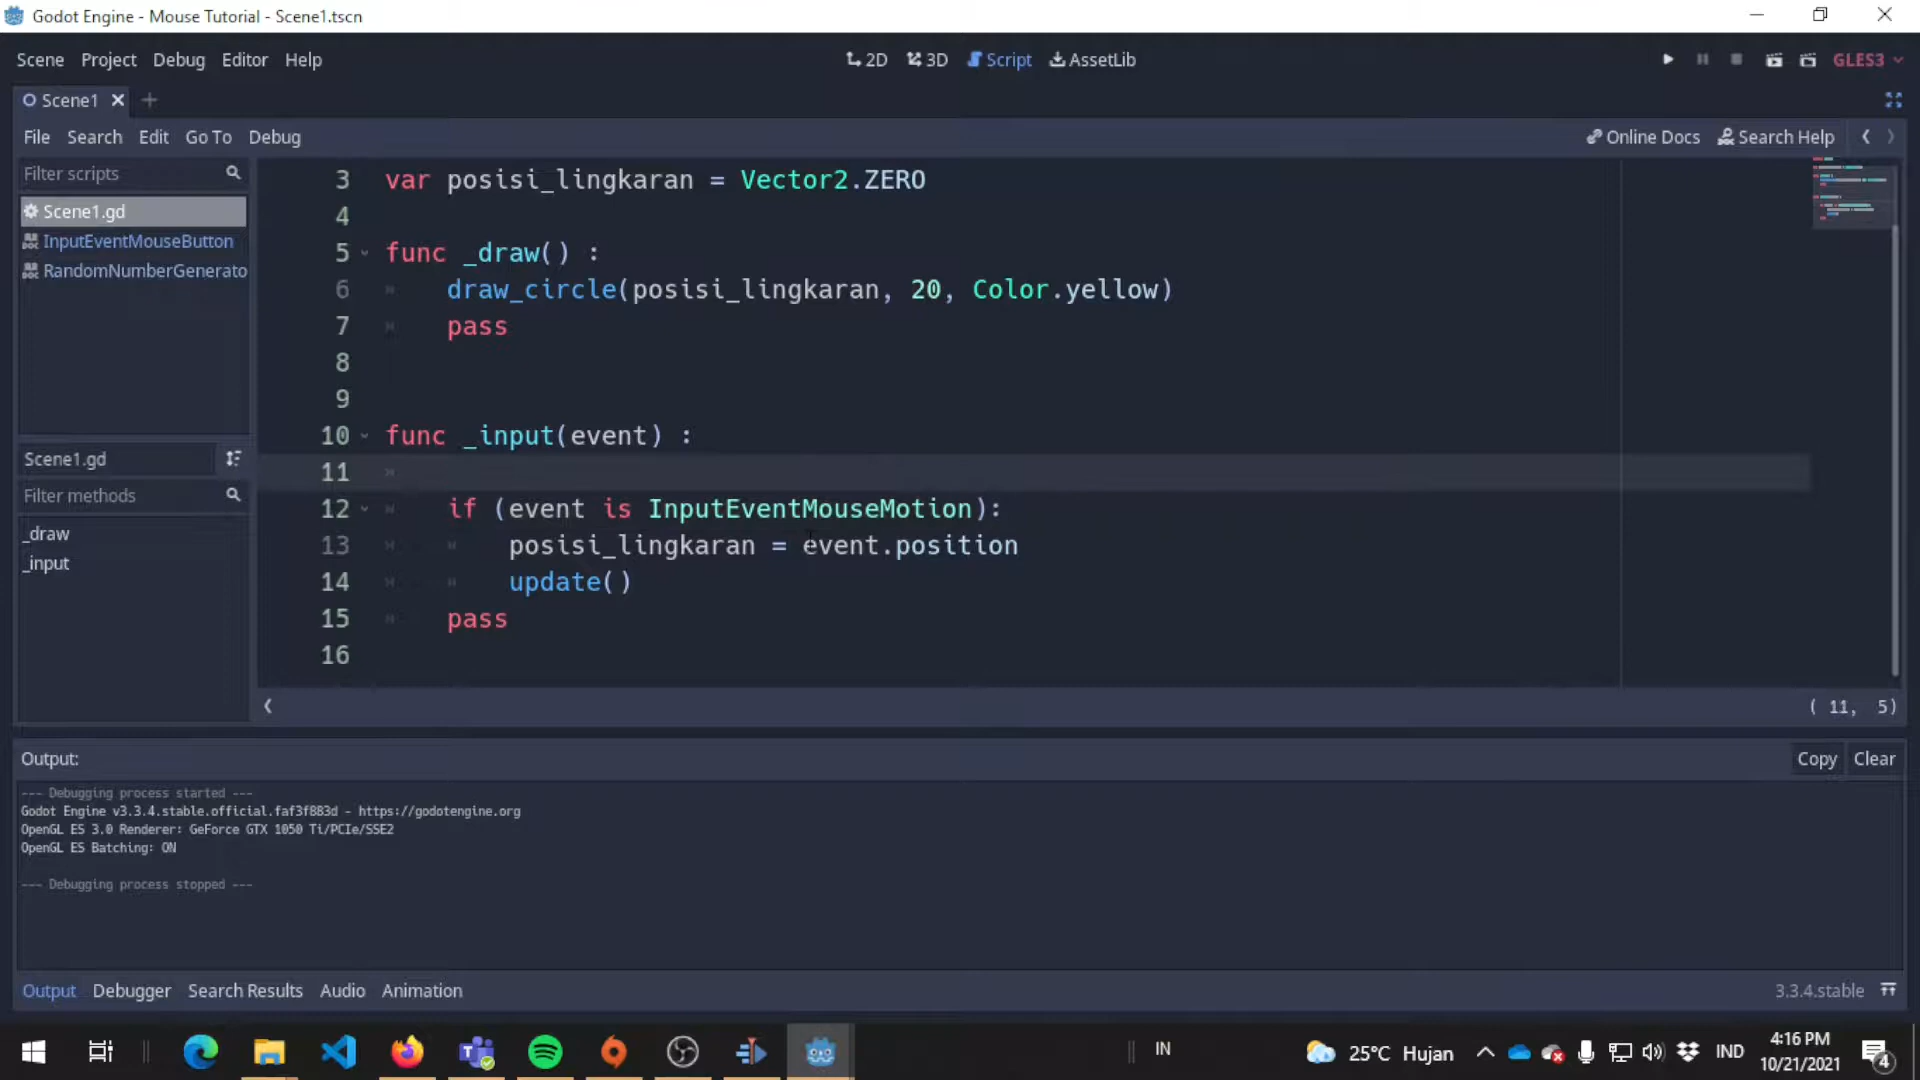 Godot Engine - Mouse Tutorial - Scene1.tscn
Scene Project Debug Editor Help
2D 3D Script AssetLib
GLES3
Scene1
File Search Edit Go To Debug
Online Docs Search Help
Filter scripts
Scene1.gd
InputEventMouseButton
RandomNumberGenerato
Scene1.gd
Filter methods
_draw
_input
3 var posisi_lingkaran = Vector2.ZERO
4
5 func _draw() :
6 draw_circle(posisi_lingkaran, 20, Color.yellow)
7 pass
8
9
10 func _input(event) :
11
12 if (event is InputEventMouseMotion):
13 posisi_lingkaran = event.position
14 update()
15 pass
16
( 11, 5)
Output:
Copy Clear
--- Debugging process started ---
Godot Engine v3.3.4.stable.official.faf3f883d - https://godotengine.org
OpenGL ES 3.0 Renderer: GeForce GTX 1050 Ti/PCIe/SSE2
OpenGL ES Batching: ON
--- Debugging process stopped ---
Output Debugger Search Results Audio Animation
3.3.4.stable
IN
25°C Hujan
IND
4:16 PM
10/21/2021
4